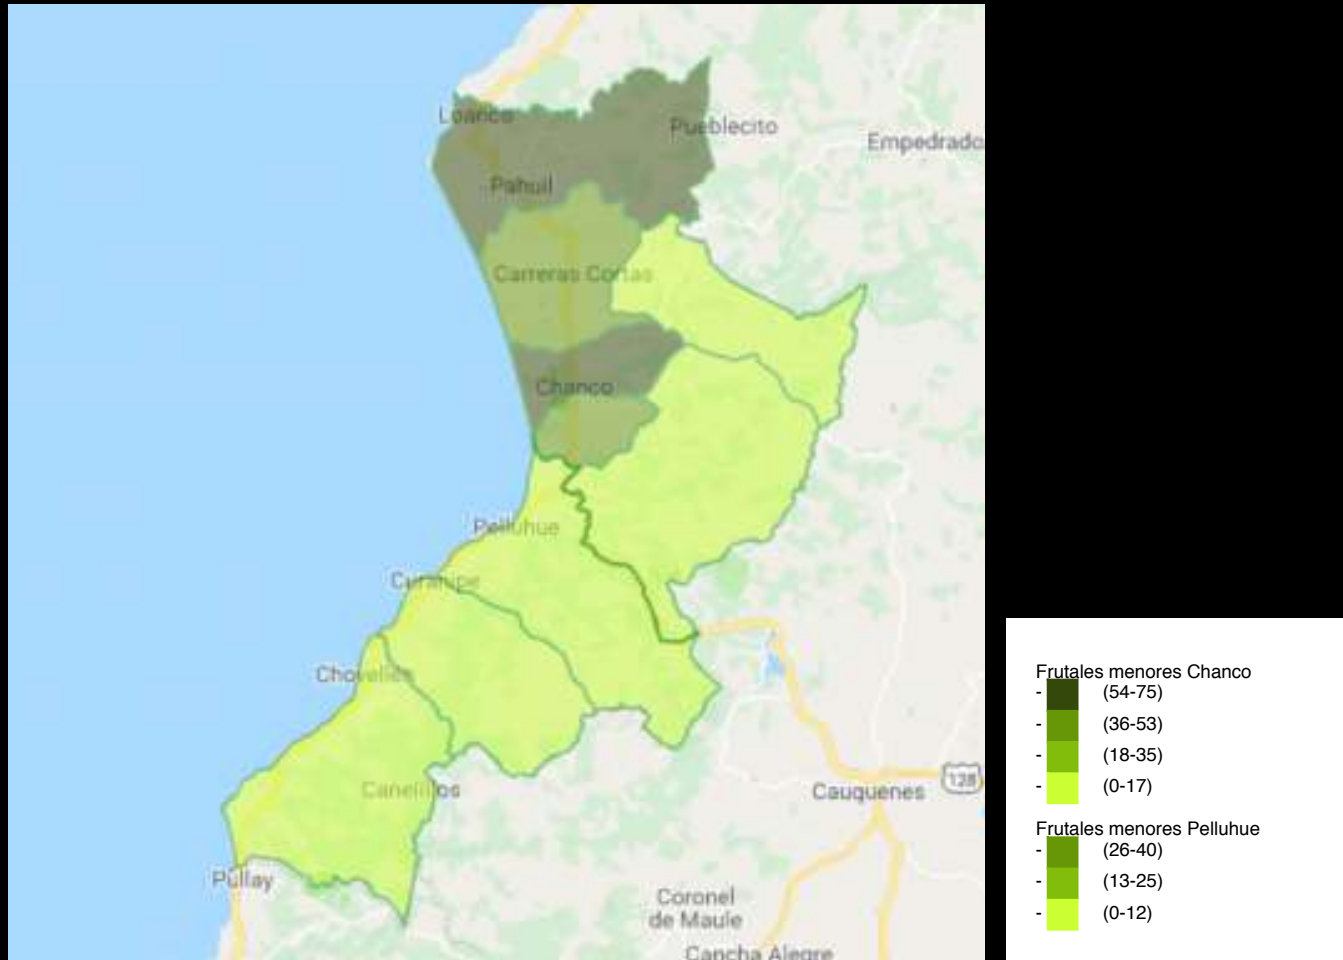 Loanco
Pueblecito
Empedrado
Pahuil
Carreras Cortas
Chanco
Pelluhue
Curanipe
Chovellén
Canelillos
Cauquenes
128
Pullay
Coronel
de Maule
Cancha Alegre
Frutales menores Chanco
- (54-75)
- (36-53)
- (18-35)
- (0-17)
Frutales menores Pelluhue
- (26-40)
- (13-25)
- (0-12)